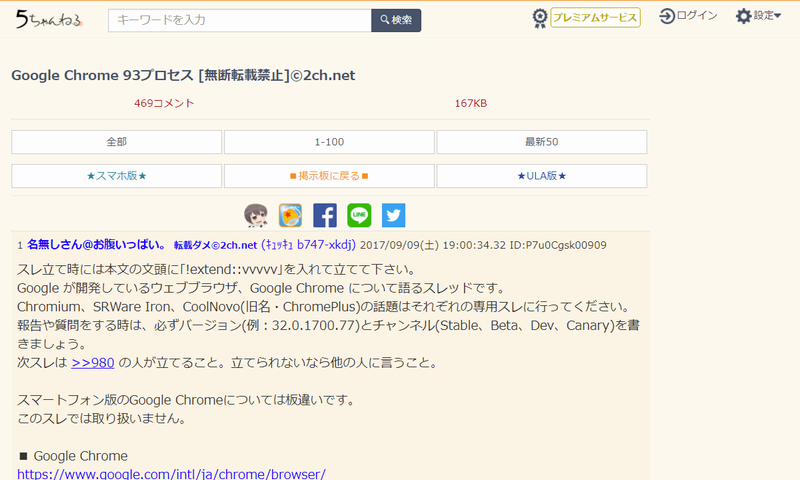 5ちゃんねる
キーワードを入力
検索
プレミアムサービス
ログイン
設定▾
Google Chrome 93プロセス [無断転載禁止]©2ch.net
469コメント
167KB
全部
1-100
最新50
★スマホ版★
■掲示板に戻る■
★ULA版★
LINE
1 名無しさん@お腹いっぱい。 転載ダメ©2ch.net (ｷｭｯｷｭ b747-xkdj) 2017/09/09(土) 19:00:34.32 ID:P7u0Cgsk00909
スレ立て時には本文の文頭に「!extend::vvvvv」を入れて立てて下さい。
Google が開発しているウェブブラウザ、Google Chrome について語るスレッドです。
Chromium、SRWare Iron、CoolNovo(旧名・ChromePlus)の話題はそれぞれの専用スレに行ってください。
報告や質問をする時は、必ずバージョン(例：32.0.1700.77)とチャンネル(Stable、Beta、Dev、Canary)を書
きましょう。
次スレは >>980 の人が立てること。立てられないなら他の人に言うこと。
スマートフォン版のGoogle Chromeについては板違いです。
このスレでは取り扱いません。
■ Google Chrome
https://www.google.com/intl/ja/chrome/browser/